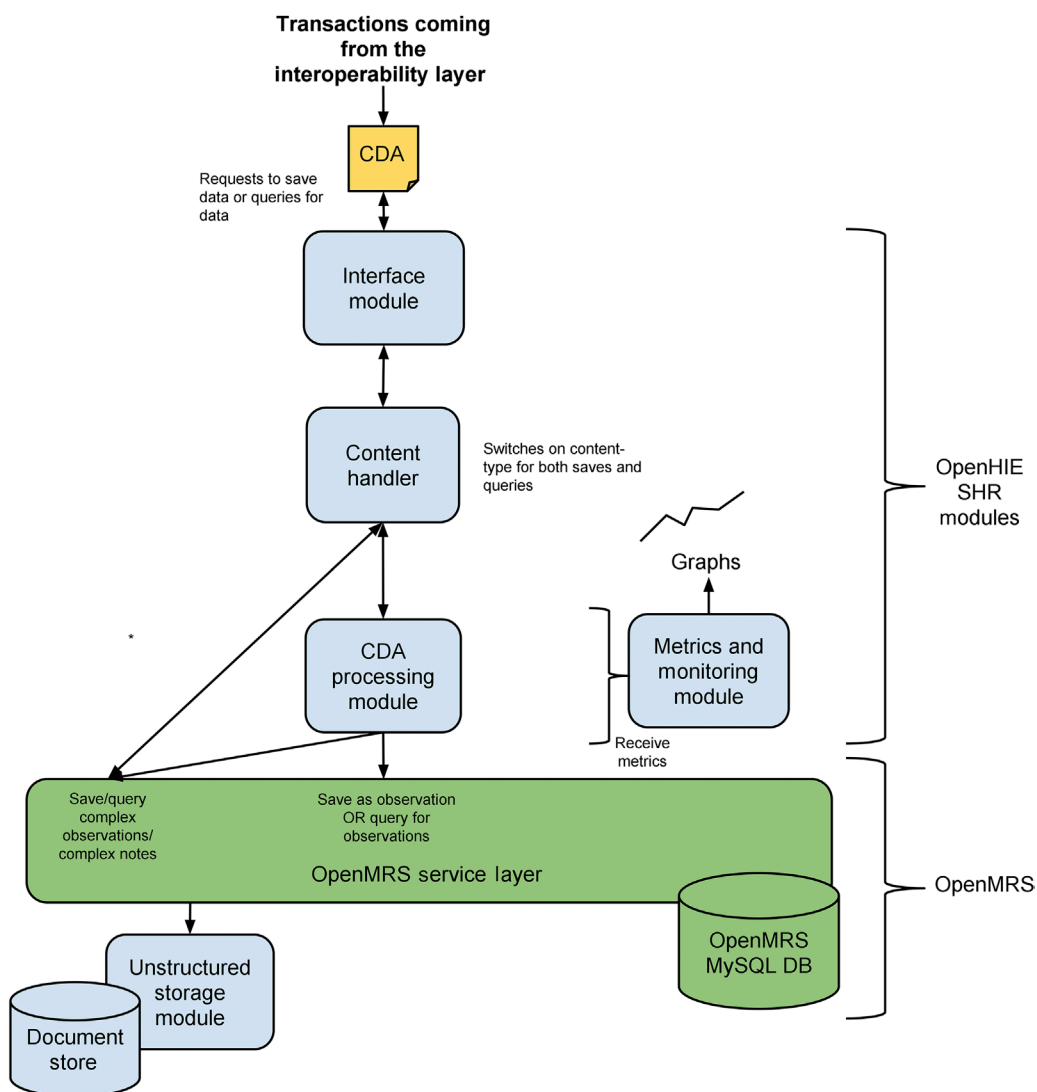 Transactions coming
from the
interoperability layer
CDA
Requests to save
data or queries for
data
Interface
module
Content
handler
Switches on content-
type for both saves and
queries
OpenHIE
SHR
modules
Graphs
*
CDA
processing
module
Metrics and
monitoring
module
Receive
metrics
Save/query
complex
observations/
complex notes
Save as observation
OR query for
observations
OpenMRS service layer
OpenMRS
OpenMRS
MySQL DB
Unstructured
storage
module
Document
store